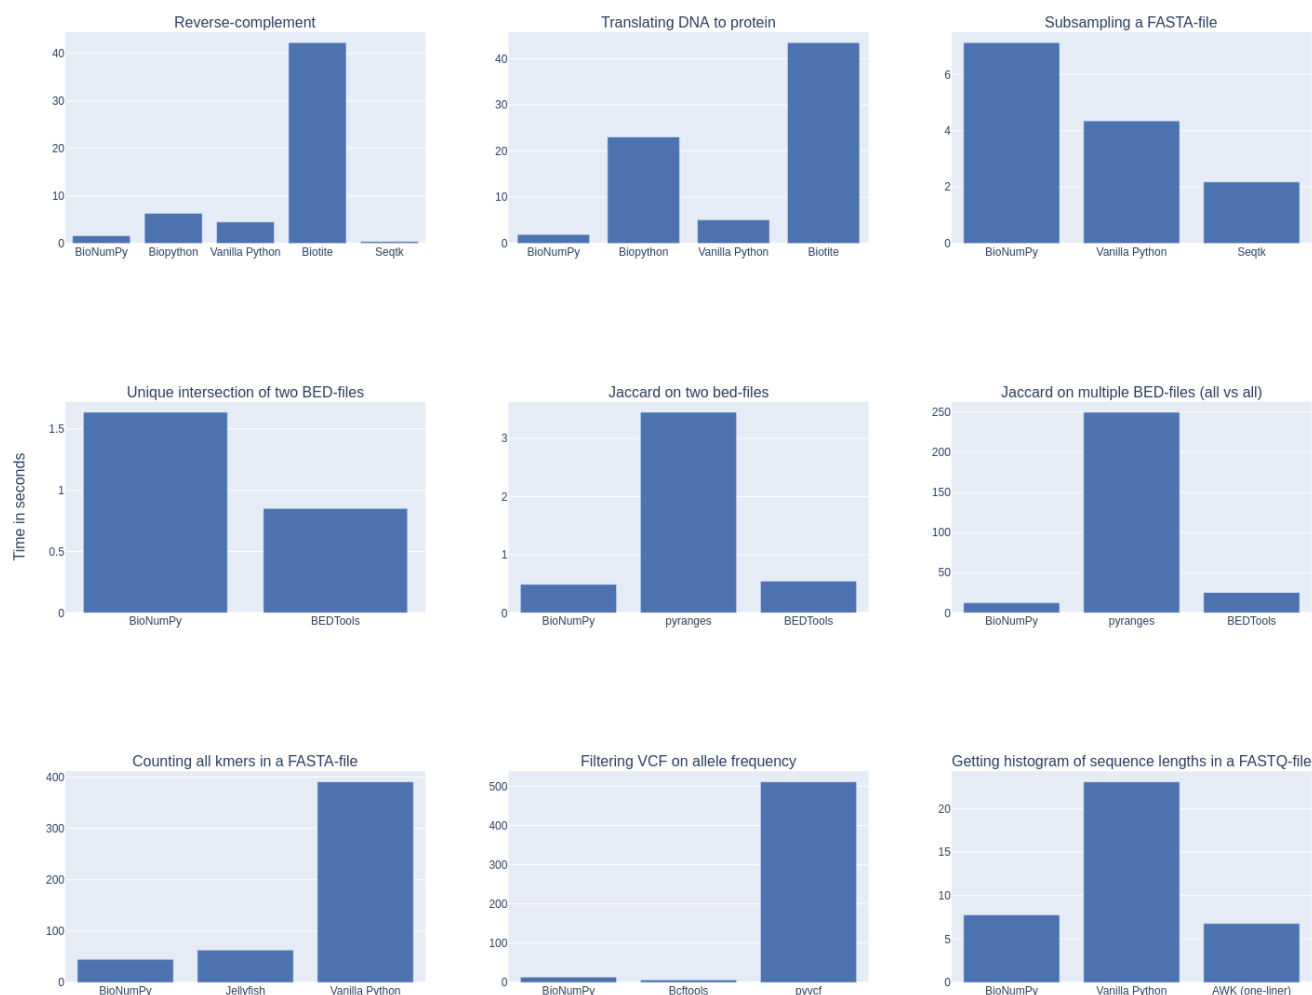 Reverse-complement
40
30
20
10
0
BioNumPy Biopython Vanilla Python Biotite Seqtk
Translating DNA to protein
40
30
20
10
0
BioNumPy Biopython Vanilla Python Biotite
Subsampling a FASTA-file
6
4
2
0
BioNumPy Vanilla Python Seqtk
Time in seconds
Unique intersection of two BED-files
1.5
1
0.5
0
BioNumPy BEDTools
Jaccard on two bed-files
3
2
1
0
BioNumPy pyranges BEDTools
Jaccard on multiple BED-files (all vs all)
250
200
150
100
50
0
BioNumPy pyranges BEDTools
Counting all kmers in a FASTA-file
400
300
200
100
0
BioNumPy Jellyfish Vanilla Python
Filtering VCF on allele frequency
500
400
300
200
100
0
BioNumPy Bcftools pyvcf
Getting histogram of sequence lengths in a FASTQ-file
20
15
10
5
0
BioNumPy Vanilla Python AWK (one-liner)